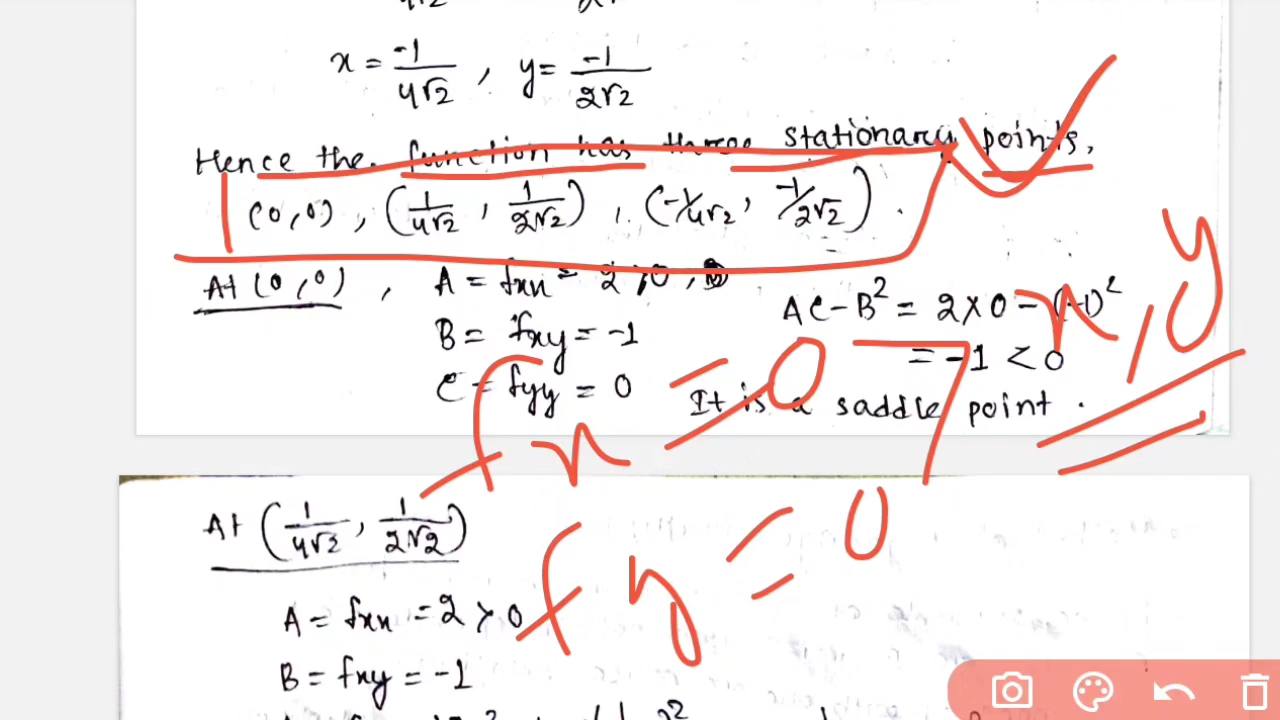 x = -1/4√2 , y = -1/2√2
Hence the function has three stationary points,
(0,0), (1/4√2, 1/2√2), (-1/4√2, -1/2√2).
At (0,0), A = fxx = 2 >0,
B = fxy = -1
C = fyy = 0
AC-B² = 2×0 - (-1)²
= -1 < 0
It is a saddle point.
x, y
fx = 0
fy = 0
At (1/4√2, 1/2√2)
A = fxx = 2 > 0
B = fxy = -1